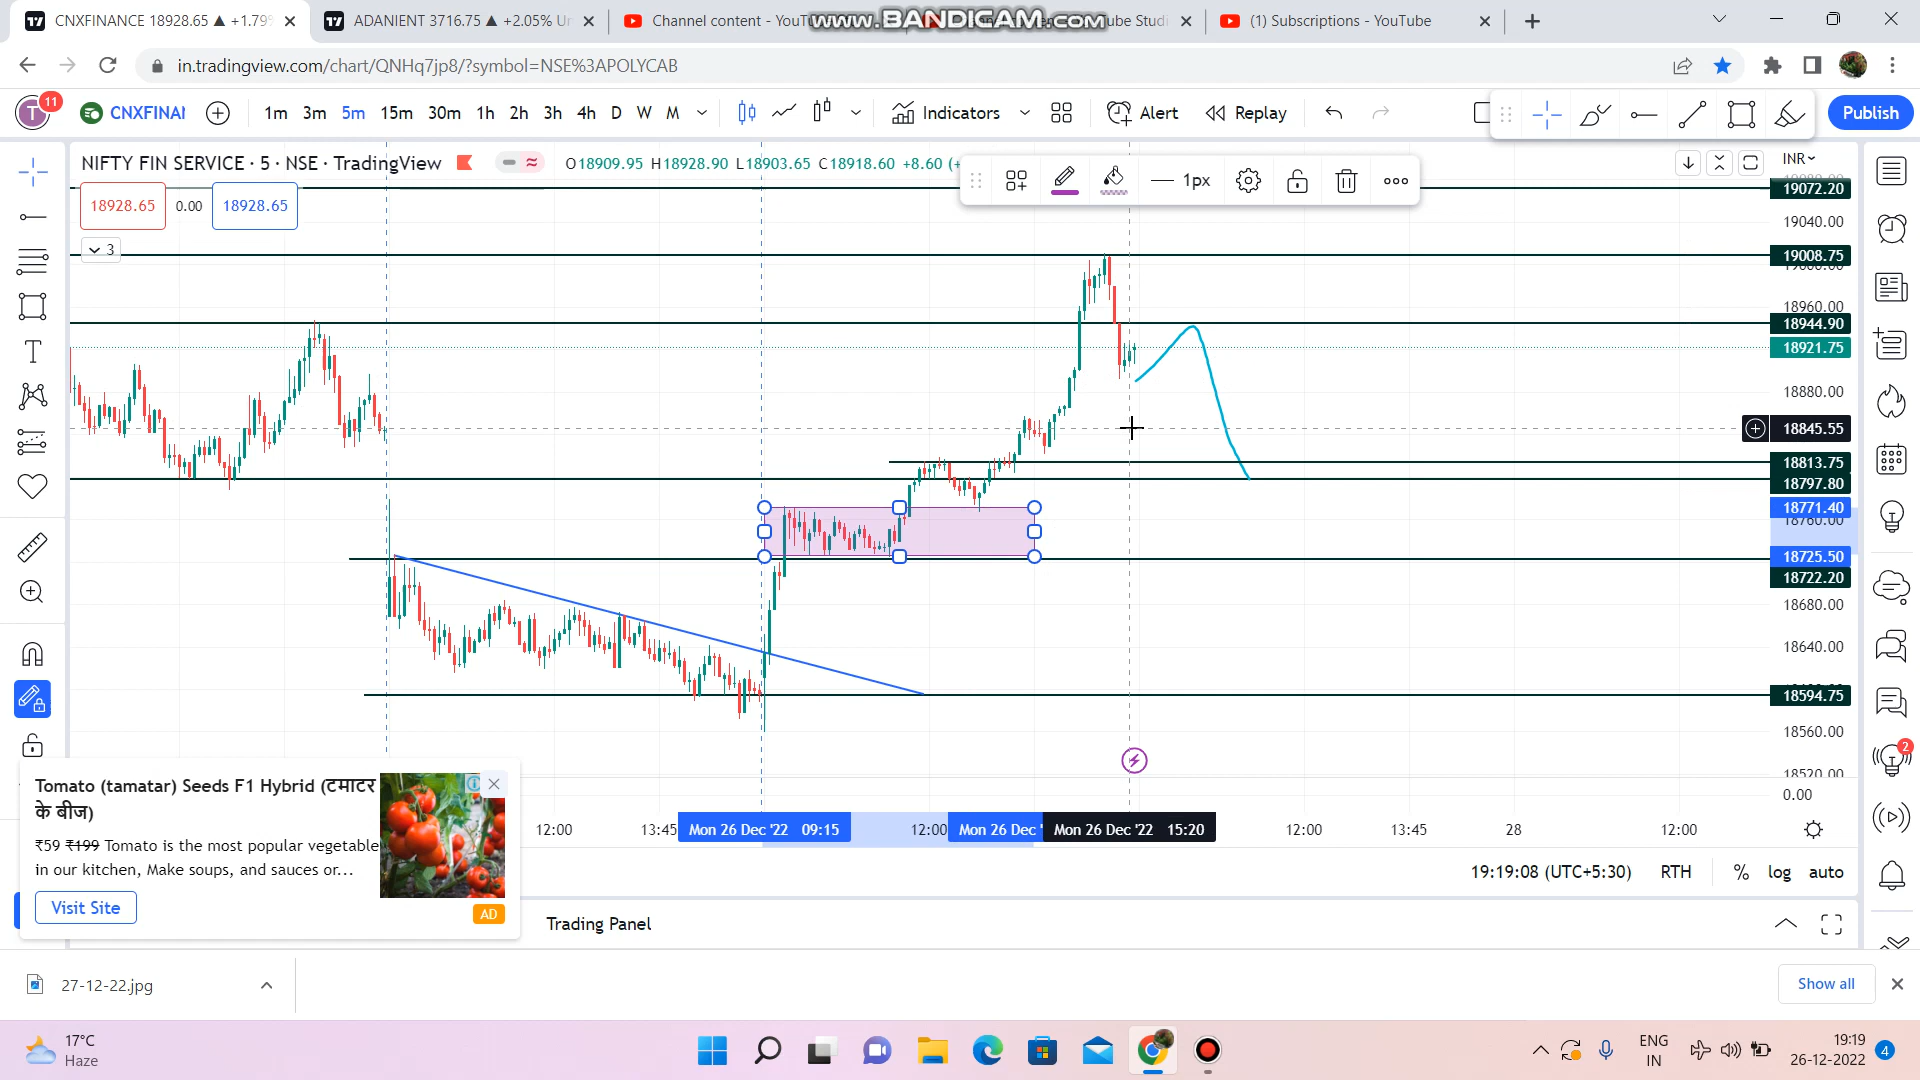 CNXFINANCE 18928.65 ▲ +1.79%
ADANIENT 3716.75 ▲ +2.05% Un
Channel content - YouTu
www.BANDICAM.com
Tube Studi
(1) Subscriptions - YouTube
in.tradingview.com/chart/QNHq7jp8/?symbol=NSE%3APOLYCAB
T
11
CNXFINAI
1m 3m 5m 15m 30m 1h 2h 3h 4h D W M
Indicators
Alert
Replay
Publish
NIFTY FIN SERVICE · 5 · NSE · TradingView
O18909.95 H18928.90 L18903.65 C18918.60 +8.60 (+
1px
INR
18928.65
0.00
18928.65
3
19072.20
19040.00
19008.75
18960.00
18944.90
18921.75
18880.00
18845.55
18813.75
18797.80
18771.40
18760.00
18725.50
18722.20
18680.00
18640.00
18594.75
18560.00
18520.00
0.00
12:00
13:45
Mon 26 Dec '22 09:15
12:00
Mon 26 Dec '
Mon 26 Dec '22 15:20
12:00
13:45
28
12:00
19:19:08 (UTC+5:30)
RTH
%
log
auto
Tomato (tamatar) Seeds F1 Hybrid (टमाटर
के बीज)
₹59 ₹199 Tomato is the most popular vegetable
in our kitchen, Make soups, and sauces or...
Visit Site
AD
Trading Panel
2
27-12-22.jpg
Show all
17°C
Haze
ENG
IN
19:19
26-12-2022
4